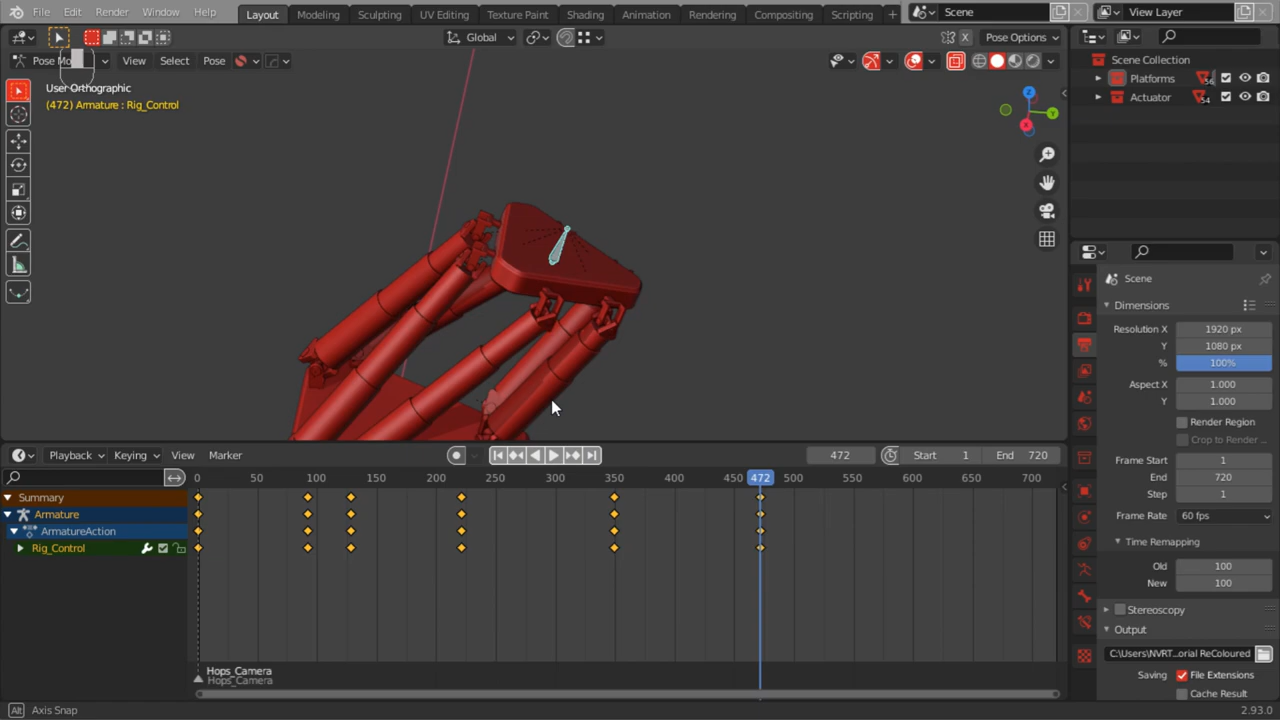 File Edit Render Window Help Layout Modeling Sculpting UV Editing Texture Paint Shading Animation Rendering Compositing Scripting + Scene View Layer
Global Pose Options
Pose Mo View Select Pose
User Orthographic
(472) Armature : Rig_Control
Z
Y
X
Scene Collection
Platforms 56
Actuator 54
Scene
Dimensions
Resolution X 1920 px
Y 1080 px
% 100%
Aspect X 1.000
Y 1.000
Render Region
Crop to Render ...
Frame Start 1
End 720
Step 1
Frame Rate 60 fps
Time Remapping
Old 100
New 100
Stereoscopy
Output
C:\Users\NVRT...orial ReColoured
Saving File Extensions
Cache Result
Playback Keying View Marker 472 Start 1 End 720
0 50 100 150 200 250 300 350 400 450 472 500 550 600 650 700
Summary
Armature
ArmatureAction
Rig_Control
Hops_Camera
Hops_Camera
Alt Axis Snap 2.93.0